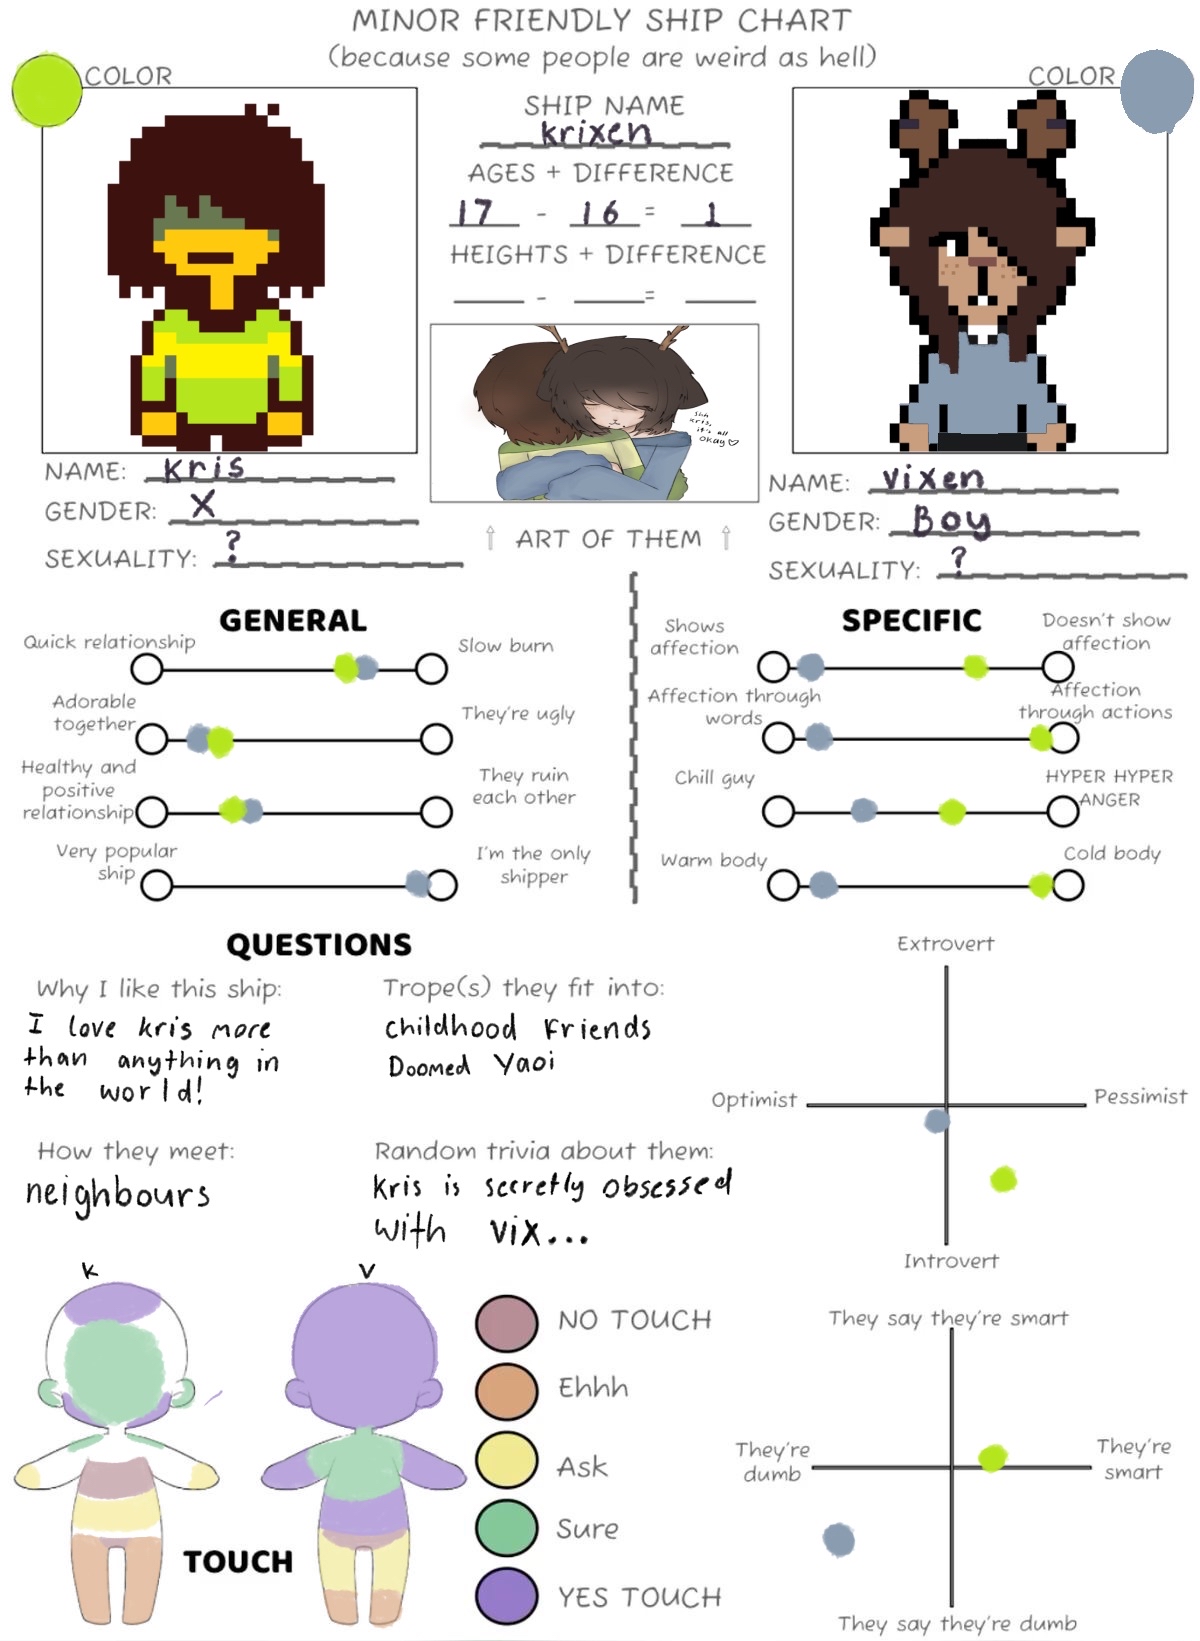 MINOR FRIENDLY SHIP CHART
(because some people are weird as hell)
COLOR
COLOR
SHIP NAME
krixen
AGES + DIFFERENCE
17 - 16 = 1
HEIGHTS + DIFFERENCE
- =
shh
kris,
it's all
okay
↑ ART OF THEM ↑
NAME: kris
GENDER: X
SEXUALITY: ?
NAME: vixen
GENDER: Boy
SEXUALITY: ?
GENERAL
Quick relationship
Slow burn
Adorable
together
They're ugly
Healthy and
positive
relationship
They ruin
each other
Very popular
ship
I'm the only
shipper
SPECIFIC
Shows
affection
Doesn't show
affection
Affection through
words
Affection
through actions
Chill guy
HYPER HYPER
ANGER
Warm body
Cold body
QUESTIONS
Why I like this ship:
I love kris more
than anything in
the world!
Trope(s) they fit into:
childhood Friends
Doomed Yaoi
How they meet:
neighbours
Random trivia about them:
Kris is secretly obsessed
with vix...
Extrovert
Optimist
Pessimist
Introvert
K
V
TOUCH
NO TOUCH
Ehhh
Ask
Sure
YES TOUCH
They say they're smart
They're
dumb
They're
smart
They say they're dumb